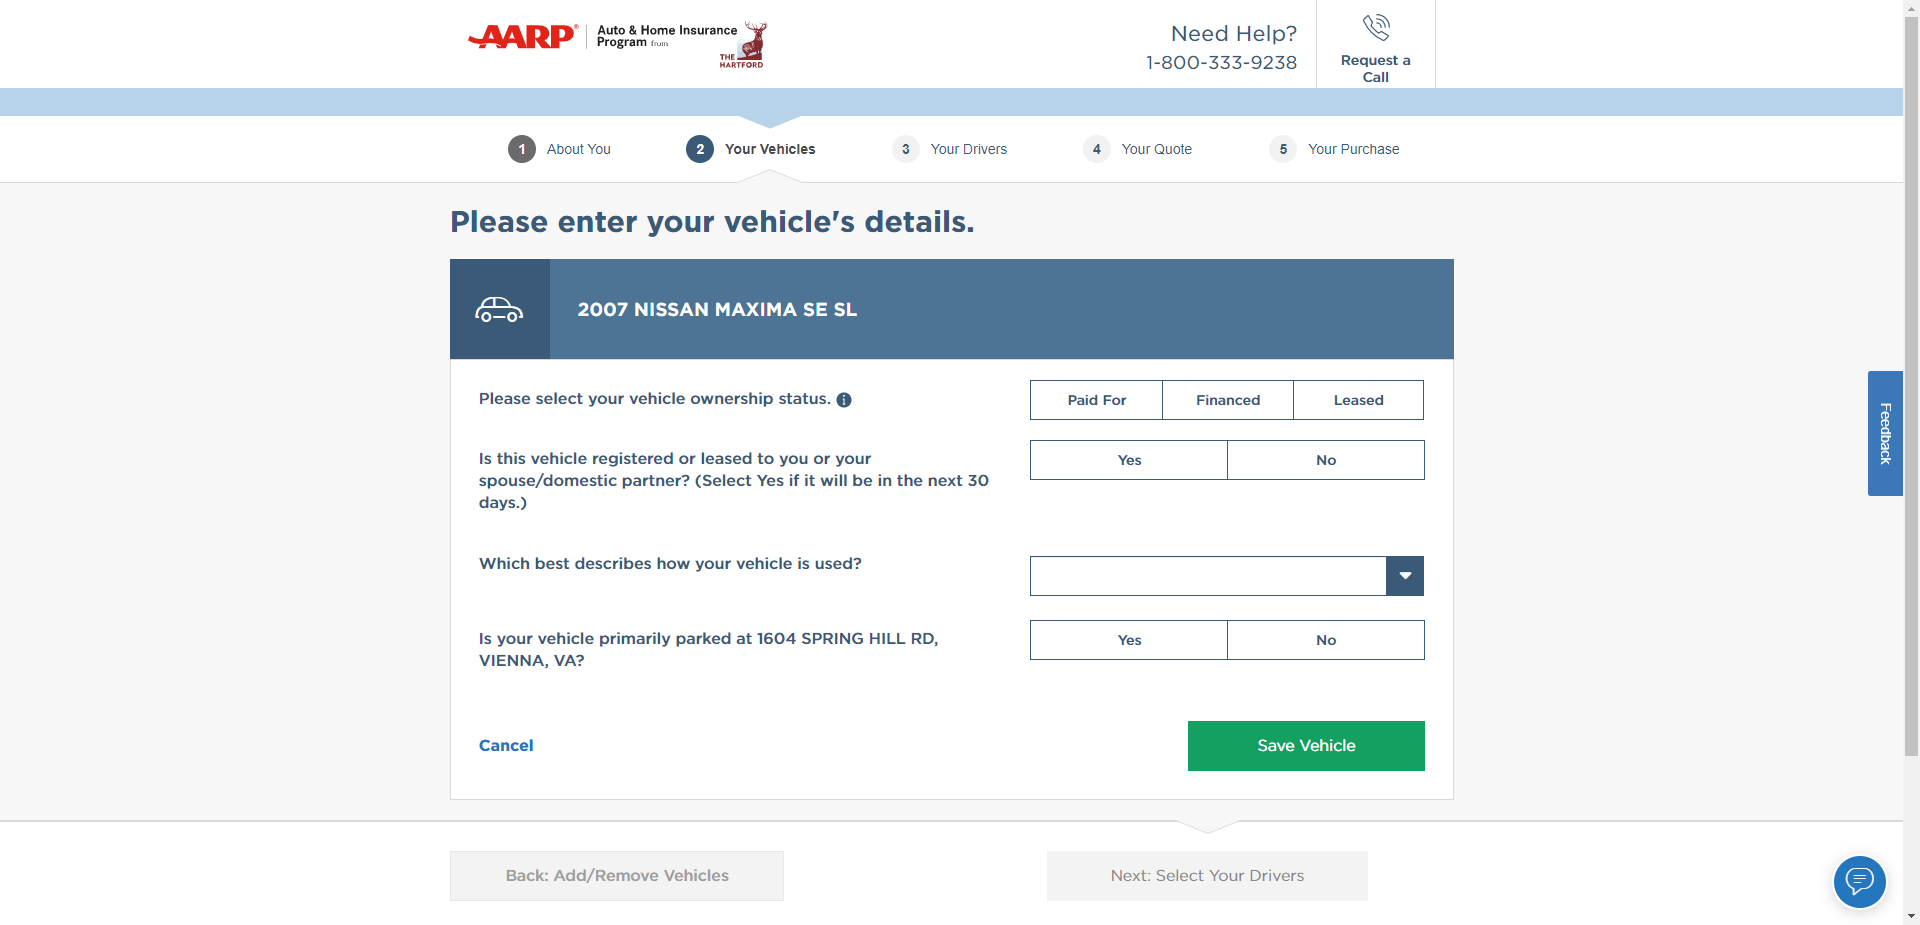 AARP®
Auto & Home Insurance
Program from
THE
HARTFORD
Need Help?
1-800-333-9238
Request a
Call
1 About You
2 Your Vehicles
3 Your Drivers
4 Your Quote
5 Your Purchase
Please enter your vehicle's details.
2007 NISSAN MAXIMA SE SL
Please select your vehicle ownership status. i
Paid For Financed Leased
Is this vehicle registered or leased to you or your
spouse/domestic partner? (Select Yes if it will be in the next 30
days.)
Yes No
Which best describes how your vehicle is used?
Is your vehicle primarily parked at 1604 SPRING HILL RD,
VIENNA, VA?
Yes No
Cancel
Save Vehicle
Back: Add/Remove Vehicles
Next: Select Your Drivers
Feedback